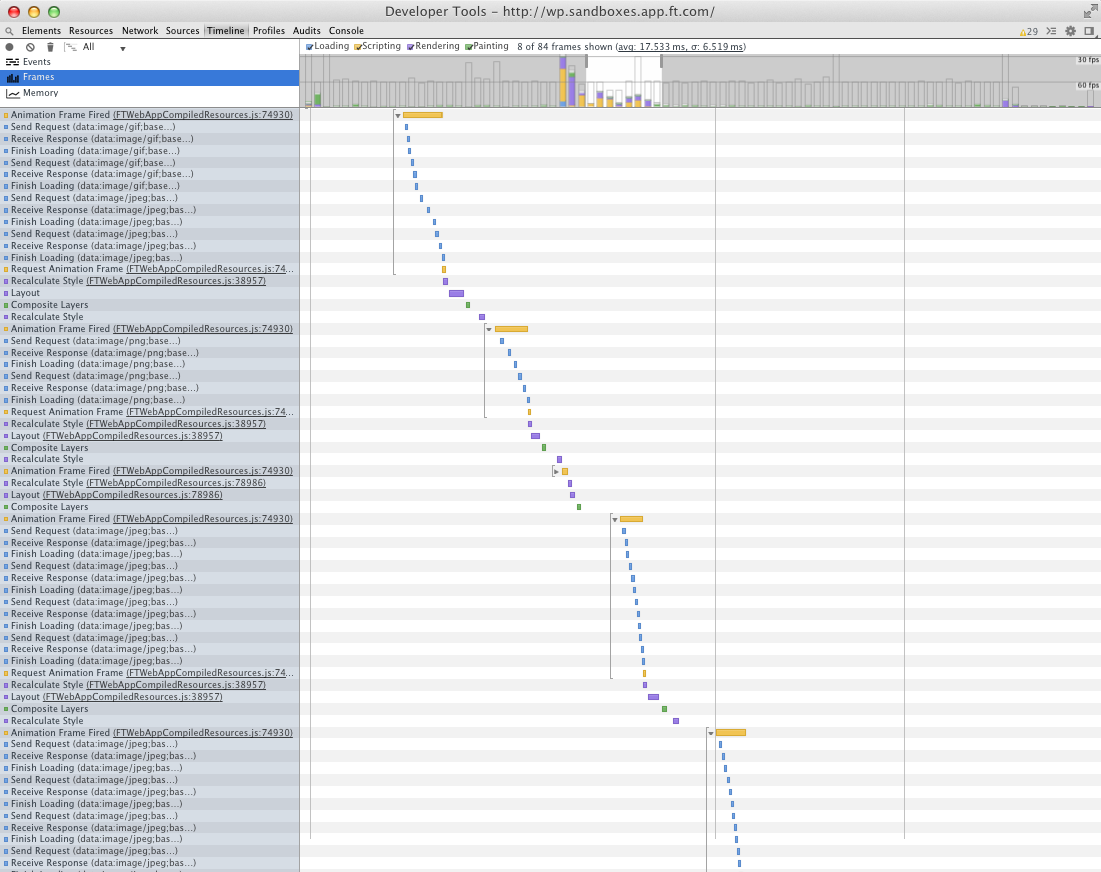 Developer Tools – http://wp.sandboxes.app.ft.com/
Elements Resources Network Sources Timeline Profiles Audits Console 29
All Loading Scripting Rendering Painting 8 of 84 frames shown (avg: 17.533 ms, σ: 6.519 ms)
Events
Frames
Memory
30 fps
60 fps
Animation Frame Fired (FTWebAppCompiledResources.js:74930)
Send Request (data:image/gif;base...)
Receive Response (data:image/gif;base...)
Finish Loading (data:image/gif;base...)
Send Request (data:image/gif;base...)
Receive Response (data:image/gif;base...)
Finish Loading (data:image/gif;base...)
Send Request (data:image/jpeg;bas...)
Receive Response (data:image/jpeg;bas...)
Finish Loading (data:image/jpeg;bas...)
Send Request (data:image/jpeg;bas...)
Receive Response (data:image/jpeg;bas...)
Finish Loading (data:image/jpeg;bas...)
Request Animation Frame (FTWebAppCompiledResources.js:74...
Recalculate Style (FTWebAppCompiledResources.js:38957)
Layout
Composite Layers
Recalculate Style
Animation Frame Fired (FTWebAppCompiledResources.js:74930)
Send Request (data:image/png;base...)
Receive Response (data:image/png;base...)
Finish Loading (data:image/png;base...)
Send Request (data:image/png;base...)
Receive Response (data:image/png;base...)
Finish Loading (data:image/png;base...)
Request Animation Frame (FTWebAppCompiledResources.js:74...
Recalculate Style (FTWebAppCompiledResources.js:38957)
Layout (FTWebAppCompiledResources.js:38957)
Composite Layers
Recalculate Style
Animation Frame Fired (FTWebAppCompiledResources.js:74930)
Recalculate Style (FTWebAppCompiledResources.js:78986)
Layout (FTWebAppCompiledResources.js:78986)
Composite Layers
Animation Frame Fired (FTWebAppCompiledResources.js:74930)
Send Request (data:image/jpeg;bas...)
Receive Response (data:image/jpeg;bas...)
Finish Loading (data:image/jpeg;bas...)
Send Request (data:image/jpeg;bas...)
Receive Response (data:image/jpeg;bas...)
Finish Loading (data:image/jpeg;bas...)
Send Request (data:image/jpeg;bas...)
Receive Response (data:image/jpeg;bas...)
Finish Loading (data:image/jpeg;bas...)
Send Request (data:image/jpeg;bas...)
Receive Response (data:image/jpeg;bas...)
Finish Loading (data:image/jpeg;bas...)
Request Animation Frame (FTWebAppCompiledResources.js:74...
Recalculate Style (FTWebAppCompiledResources.js:38957)
Layout (FTWebAppCompiledResources.js:38957)
Composite Layers
Recalculate Style
Animation Frame Fired (FTWebAppCompiledResources.js:74930)
Send Request (data:image/jpeg;bas...)
Receive Response (data:image/jpeg;bas...)
Finish Loading (data:image/jpeg;bas...)
Send Request (data:image/jpeg;bas...)
Receive Response (data:image/jpeg;bas...)
Finish Loading (data:image/jpeg;bas...)
Send Request (data:image/jpeg;bas...)
Receive Response (data:image/jpeg;bas...)
Finish Loading (data:image/jpeg;bas...)
Send Request (data:image/jpeg;bas...)
Receive Response (data:image/jpeg;bas...)